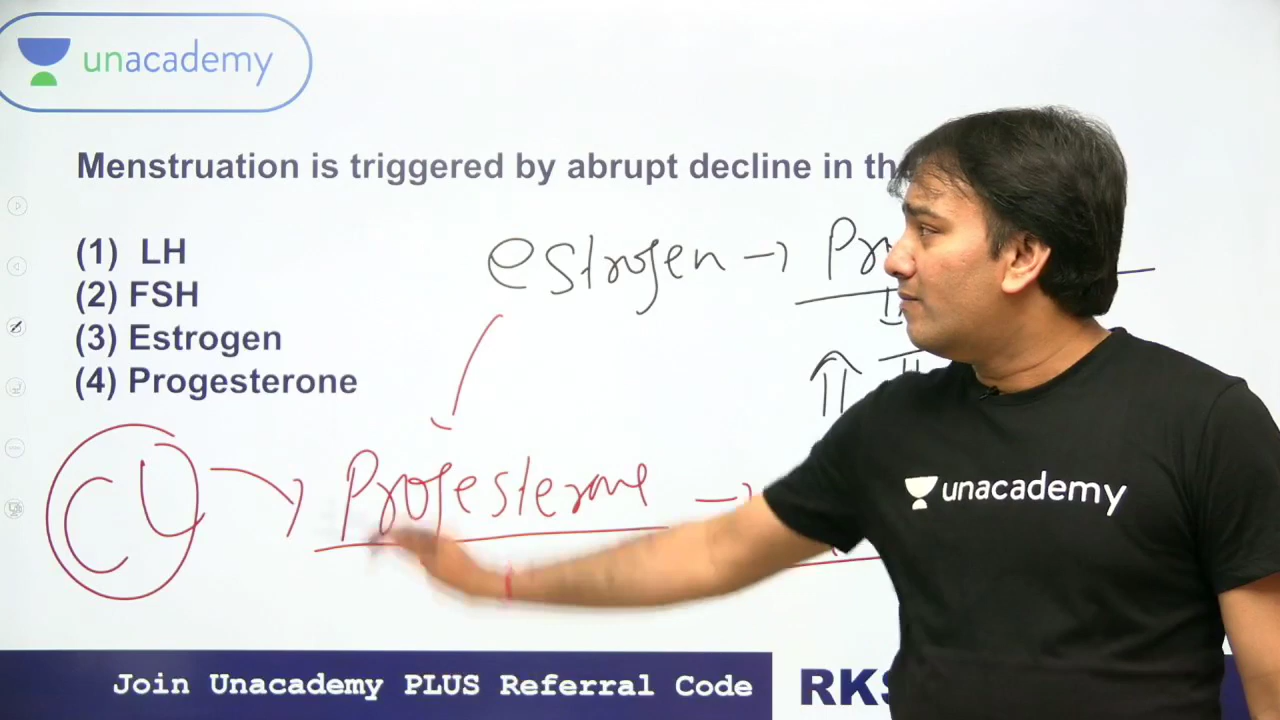 unacademy
Menstruation is triggered by abrupt decline in the
(1) LH
(2) FSH
(3) Estrogen
(4) Progesterone
estrogen → Pr
CL → Progesterone →
unacademy
Join Unacademy PLUS Referral Code
RKS